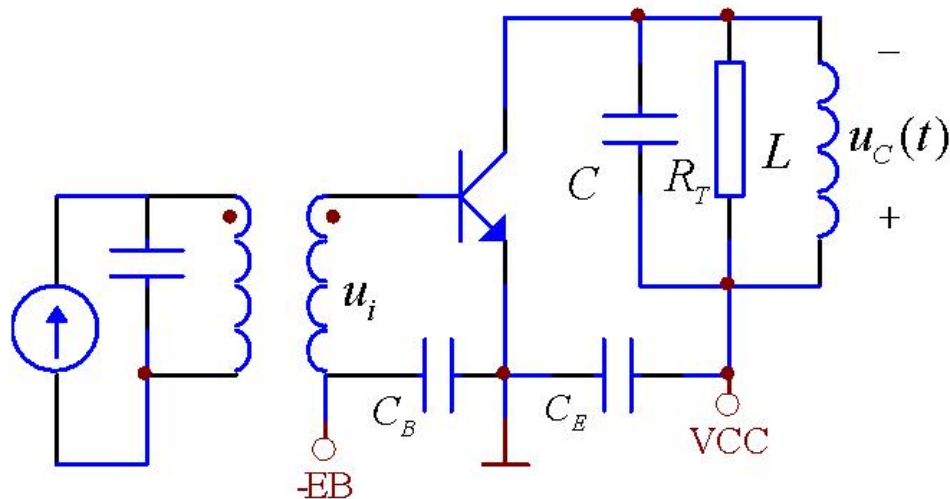 −
C
R_T
L
u_C(t)
+
u_i
C_B
C_E
-EB
VCC